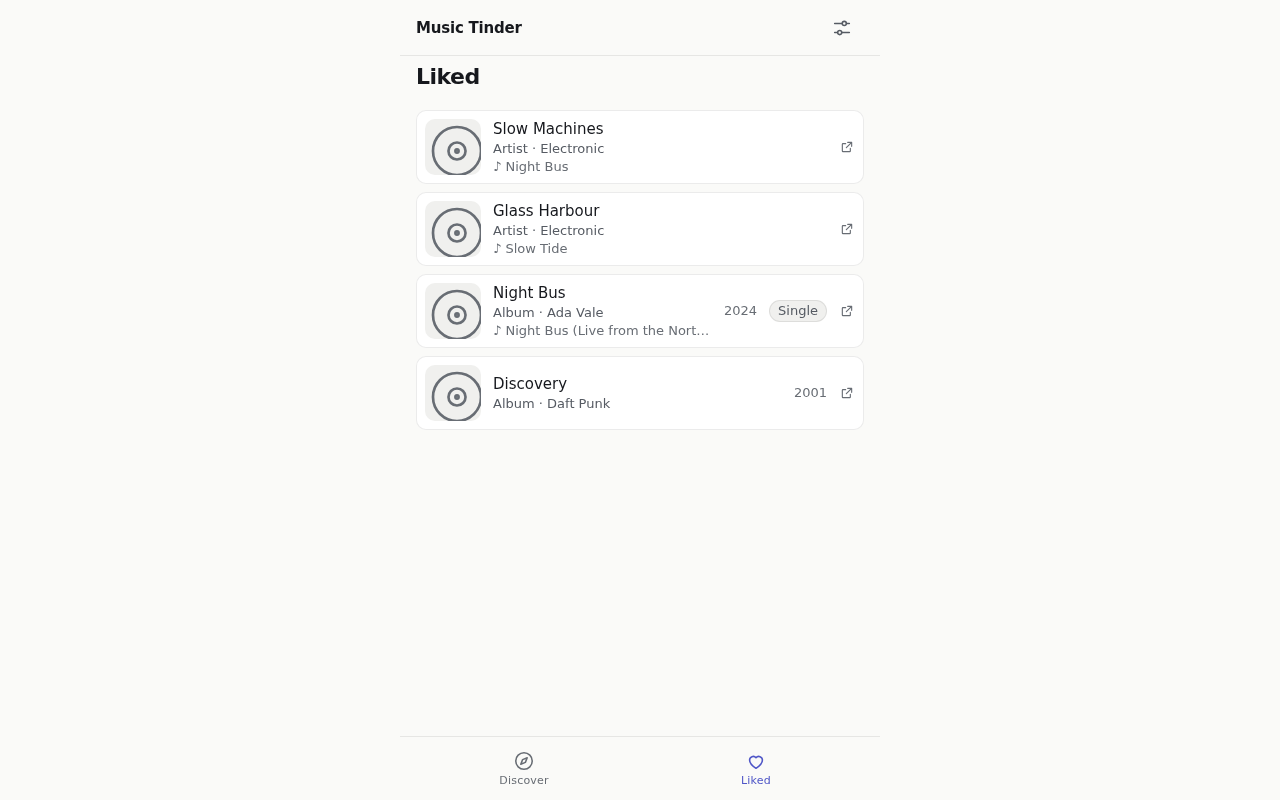 Music Tinder
Liked
Slow Machines
Artist · Electronic
♪ Night Bus
Glass Harbour
Artist · Electronic
♪ Slow Tide
Night Bus
Album · Ada Vale
♪ Night Bus (Live from the Nort…
2024
Single
Discovery
Album · Daft Punk
2001
Discover
Liked